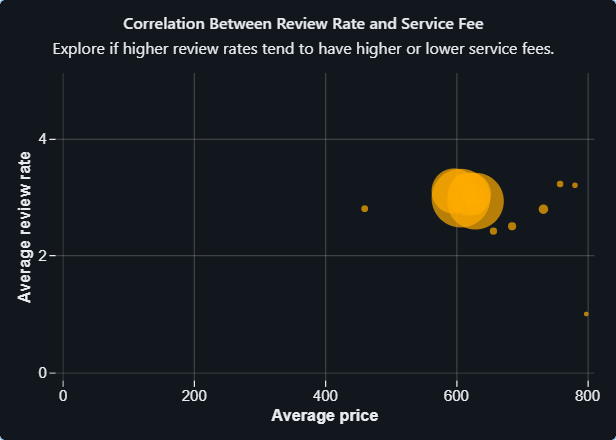 Correlation Between Review Rate and Service Fee
Explore if higher review rates tend to have higher or lower service fees.
Average review rate
4
2
0
0 200 400 600 800
Average price